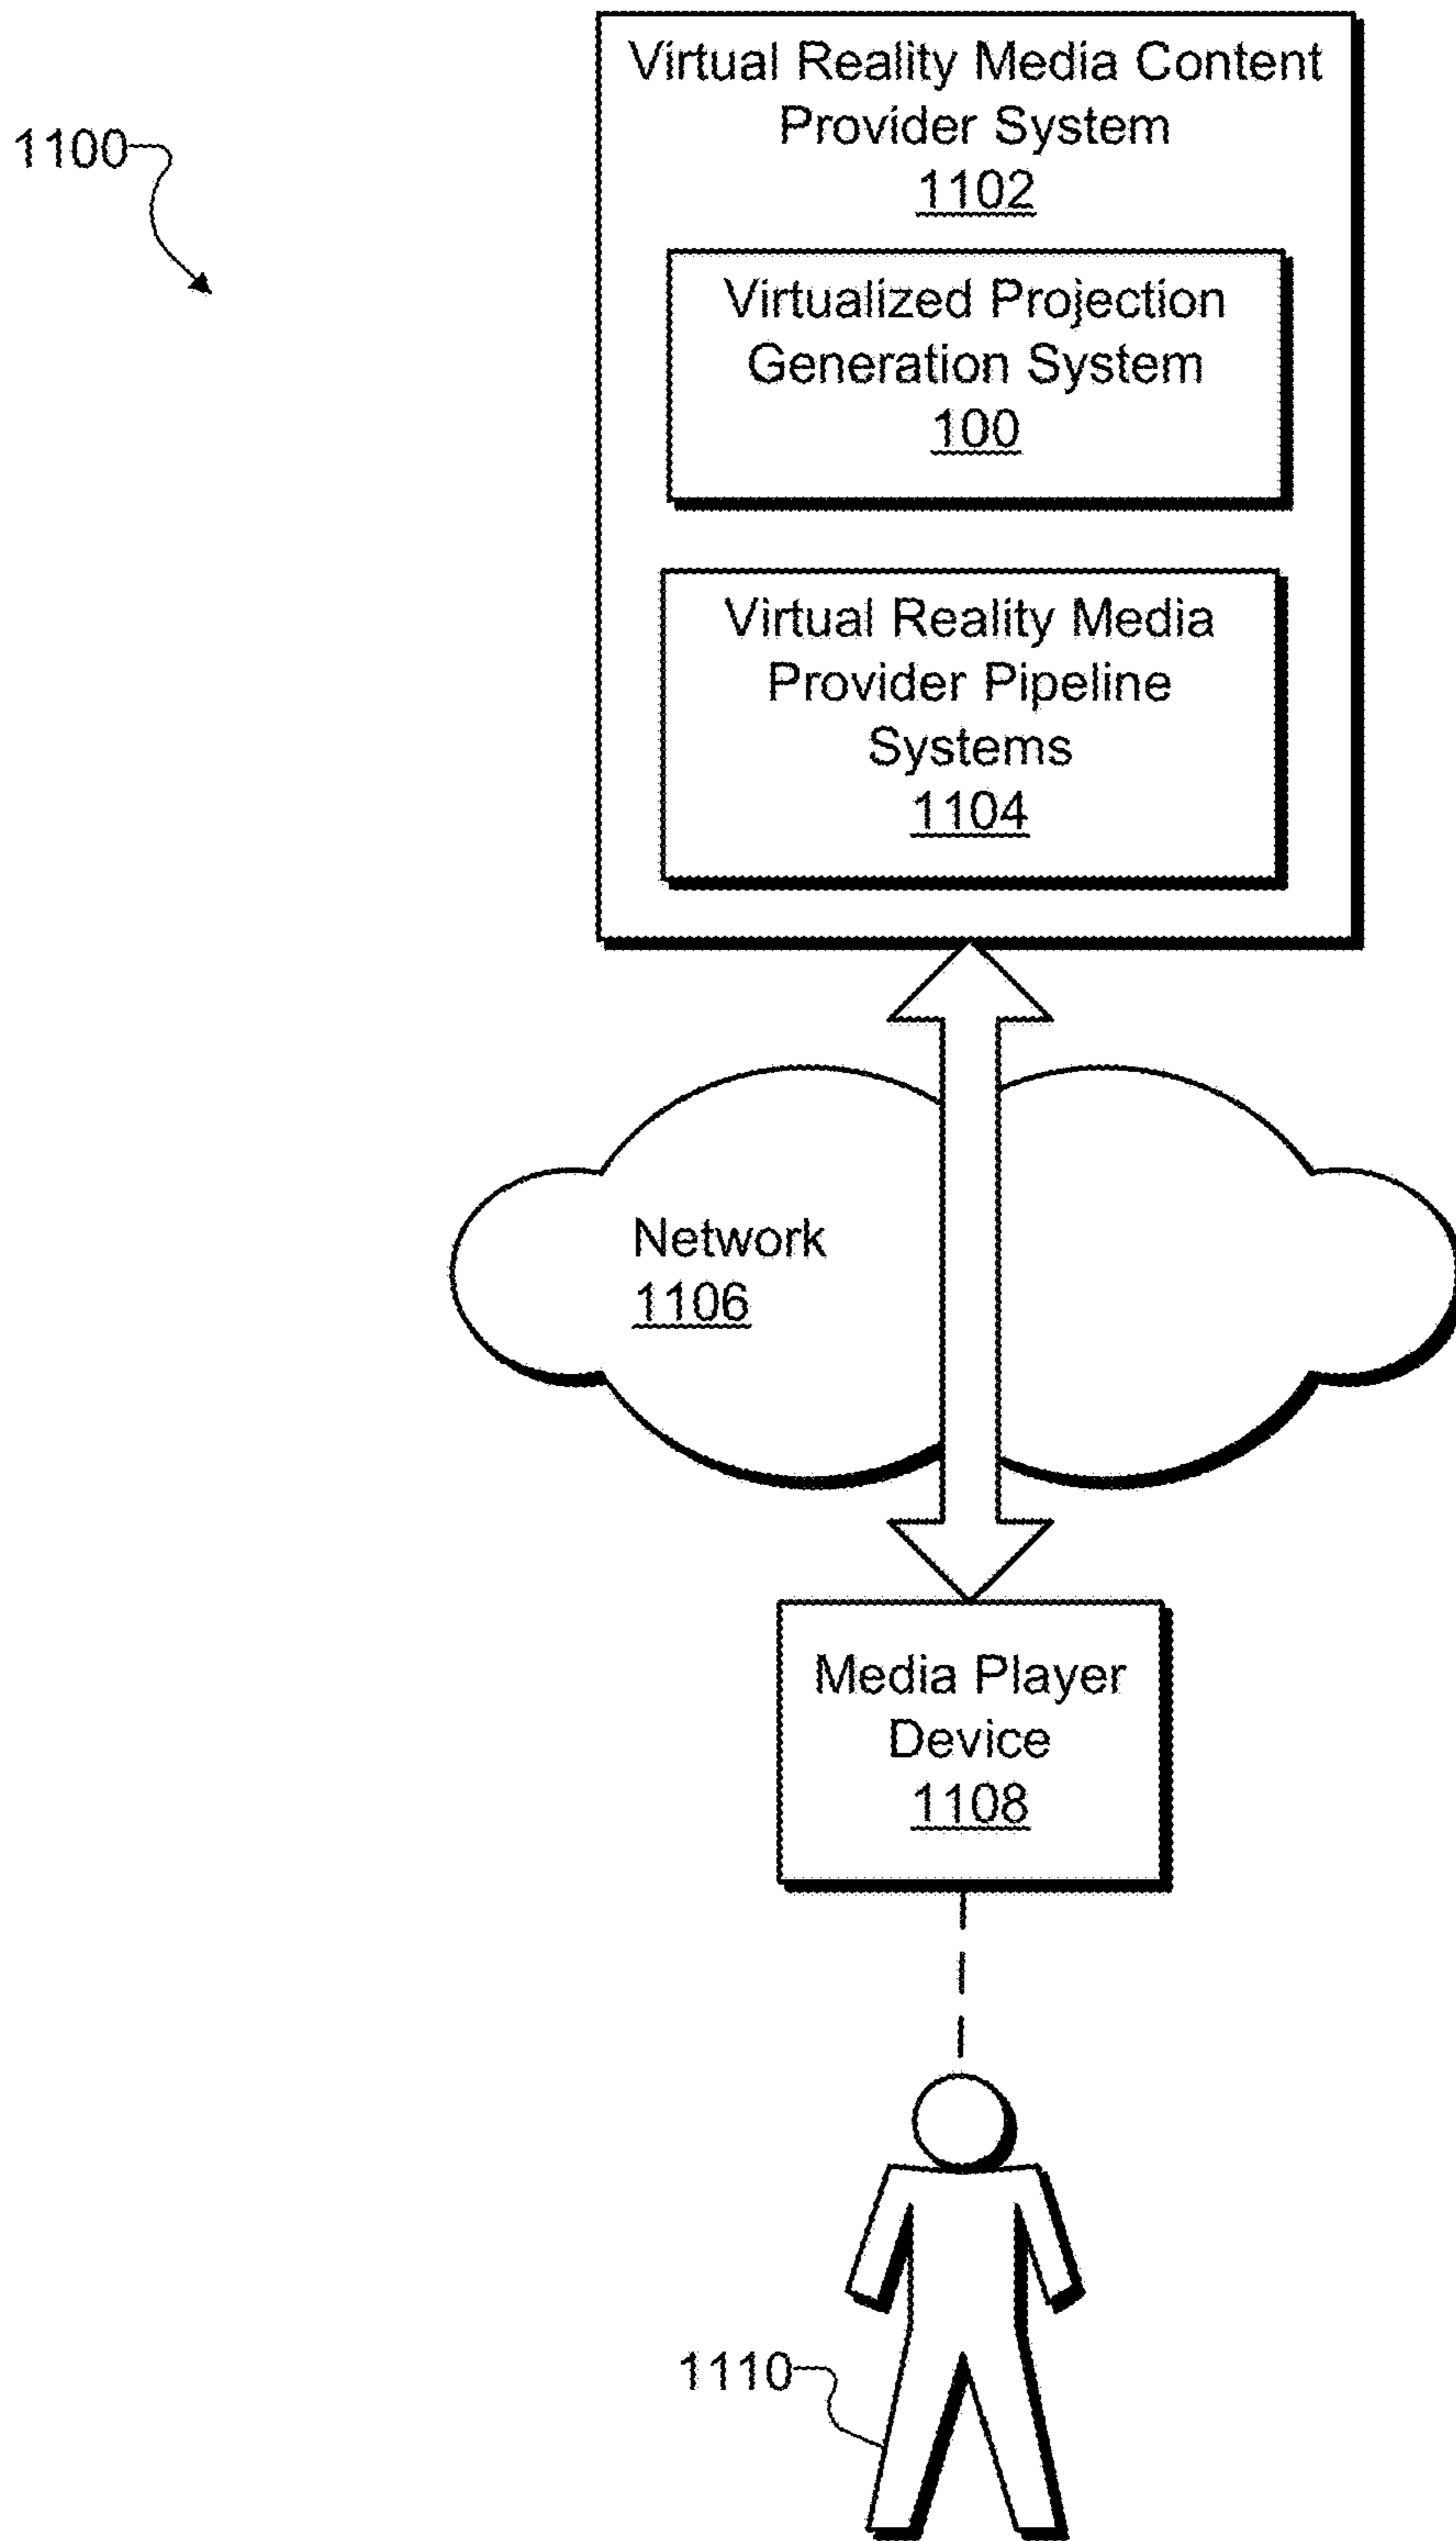 1100
Virtual Reality Media Content
Provider System
1102
Virtualized Projection
Generation System
100
Virtual Reality Media
Provider Pipeline
Systems
1104
Network
1106
Media Player
Device
1108
1110